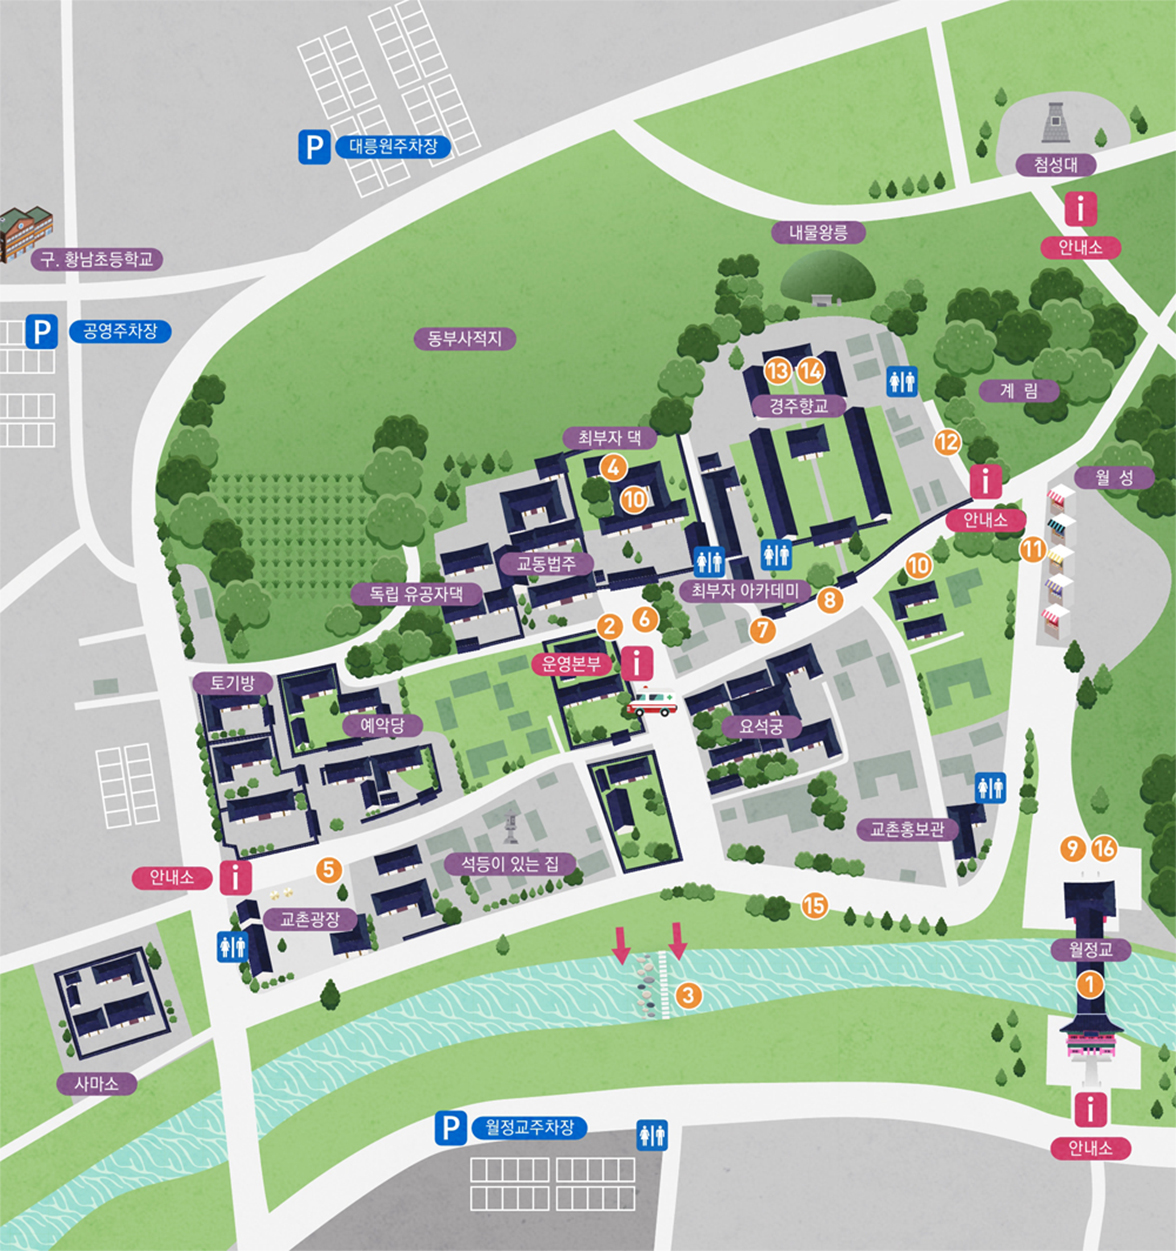 P 대릉원주차장
첨성대
i
안내소
내물왕릉
구. 황남초등학교
P 공영주차장
동부사적지
13 14
경주향교
계 림
최부자 댁
4
10
12
월 성
i
안내소
교동법주
11
10
독립 유공자댁
최부자 아카데미
8
2 6 7
운영본부 i
토기방
예악당
요석궁
교촌홍보관
9 16
석등이 있는 집
5
안내소 i
교촌광장
15
월정교
1
3
사마소
P 월정교주차장
i
안내소